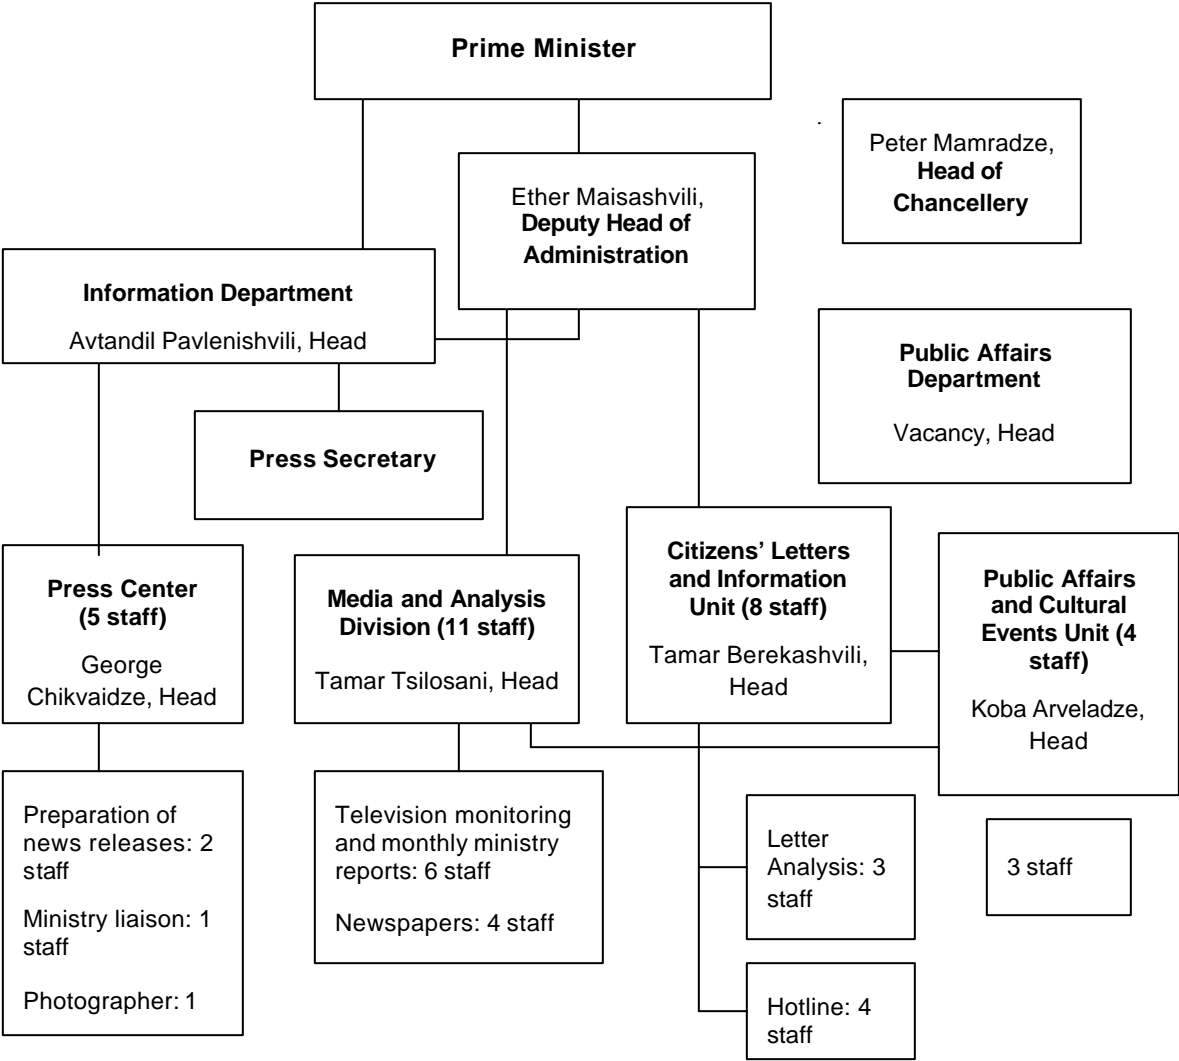 Prime Minister
Peter Mamradze,
Head of
Chancellery
Ether Maisashvili,
Deputy Head of
Administration
Information Department
Avtandil Pavlenishvili, Head
Public Affairs
Department
Vacancy, Head
Press Secretary
Press Center
(5 staff)
George
Chikvaidze, Head
Media and Analysis
Division (11 staff)
Tamar Tsilosani, Head
Citizens’ Letters
and Information
Unit (8 staff)
Tamar Berekashvili,
Head
Public Affairs
and Cultural
Events Unit (4
staff)
Koba Arveladze,
Head
Preparation of
news releases: 2
staff
Ministry liaison: 1
staff
Photographer: 1
Television monitoring
and monthly ministry
reports: 6 staff
Newspapers: 4 staff
Letter
Analysis: 3
staff
Hotline: 4
staff
3 staff